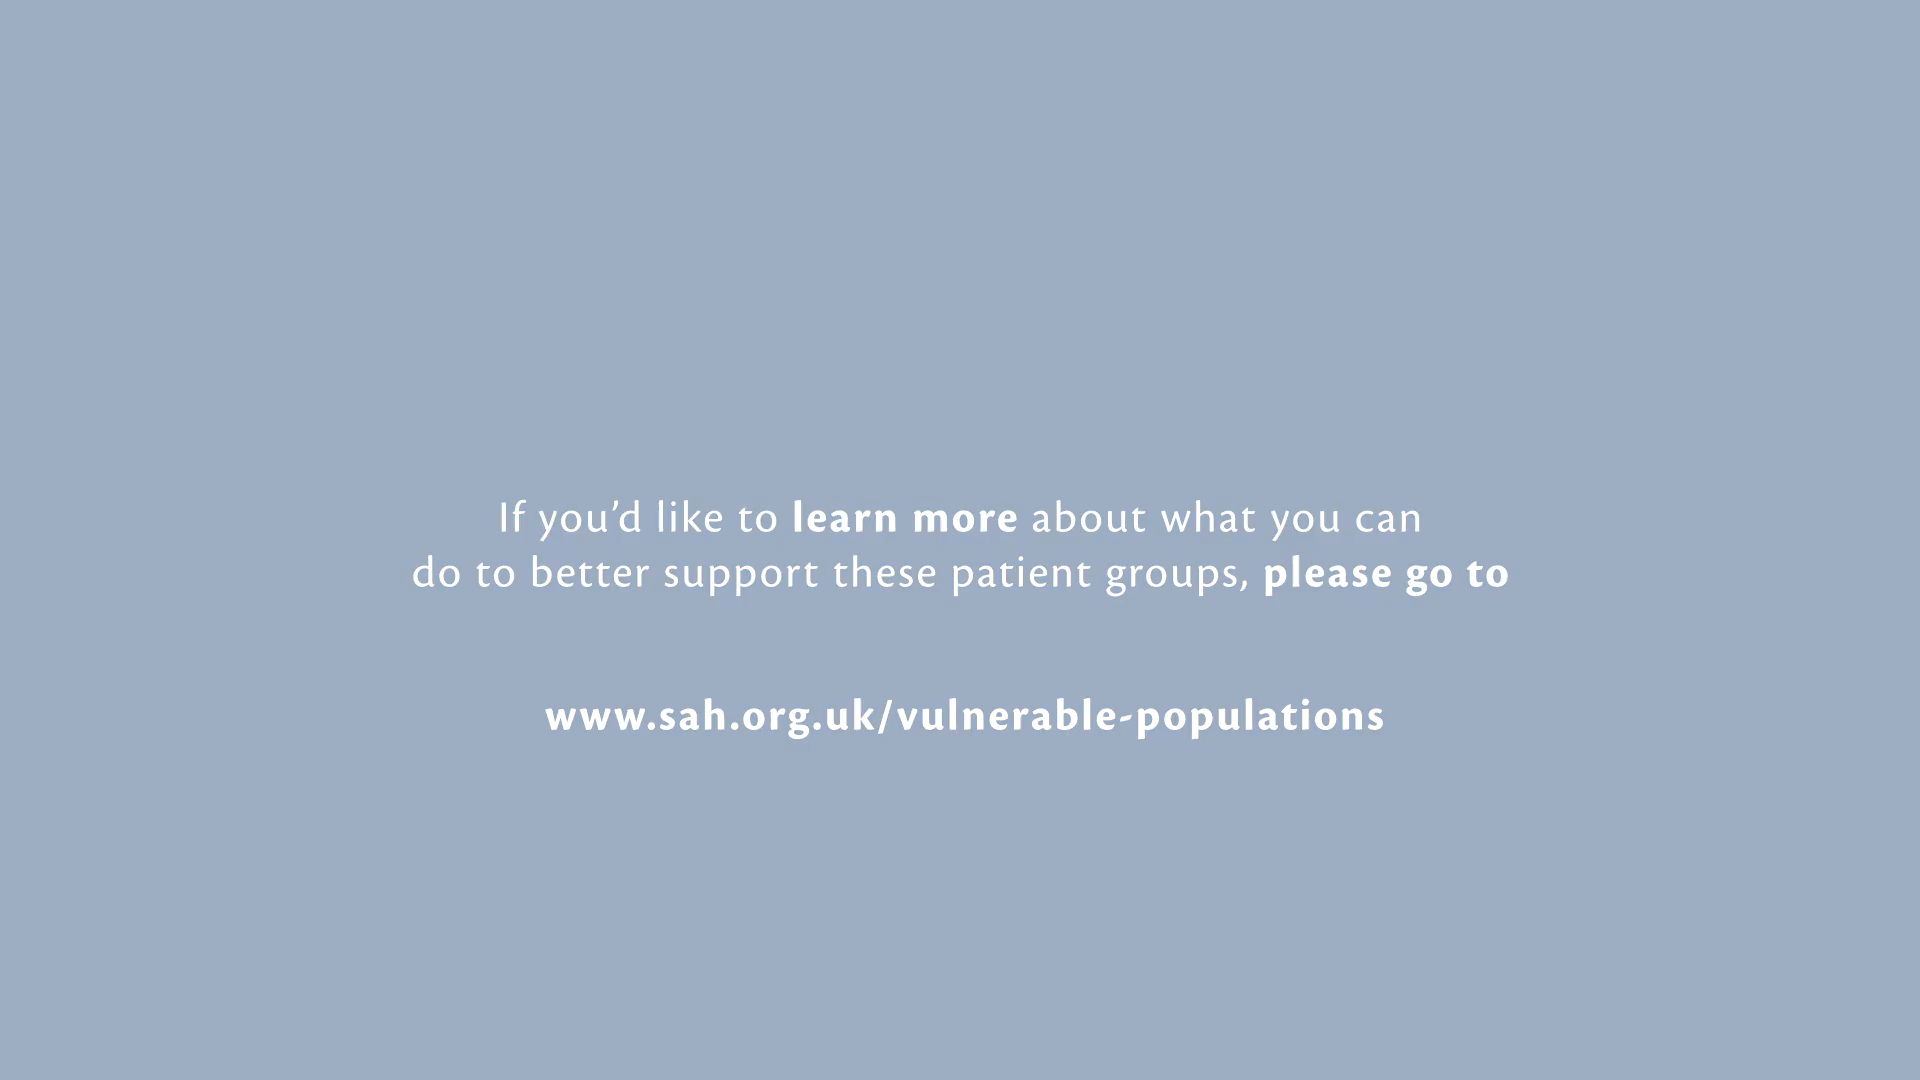 If you’d like to learn more about what you can
do to better support these patient groups, please go to
www.sah.org.uk/vulnerable-populations